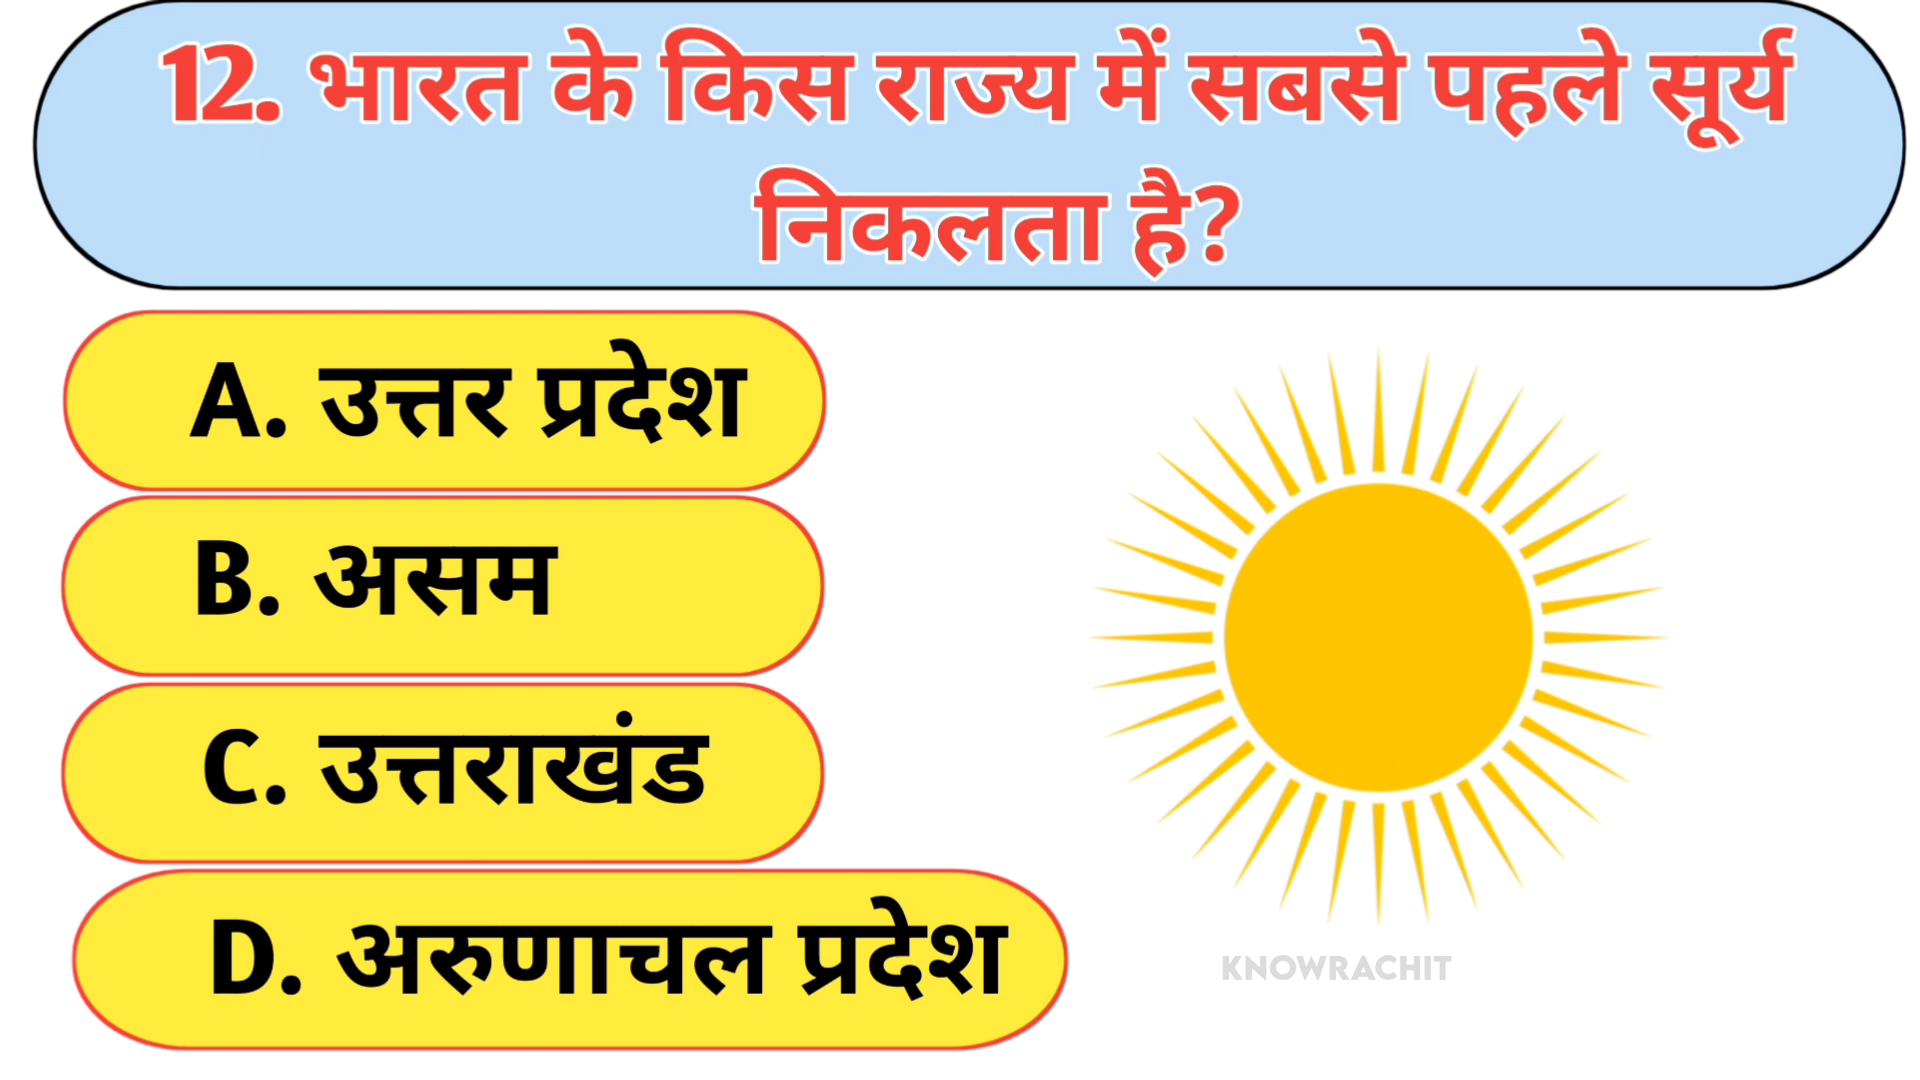 12. भारत के किस राज्य में सबसे पहले सूर्य
निकलता है?
A. उत्तर प्रदेश
B. असम
C. उत्तराखंड
D. अरुणाचल प्रदेश
KNOWRACHIT